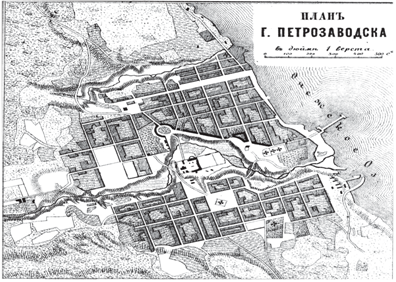 ПЛАНЪ
Г. ПЕТРОЗАВОДСКА
въ дюймѣ 1 верста
Онежское Оз